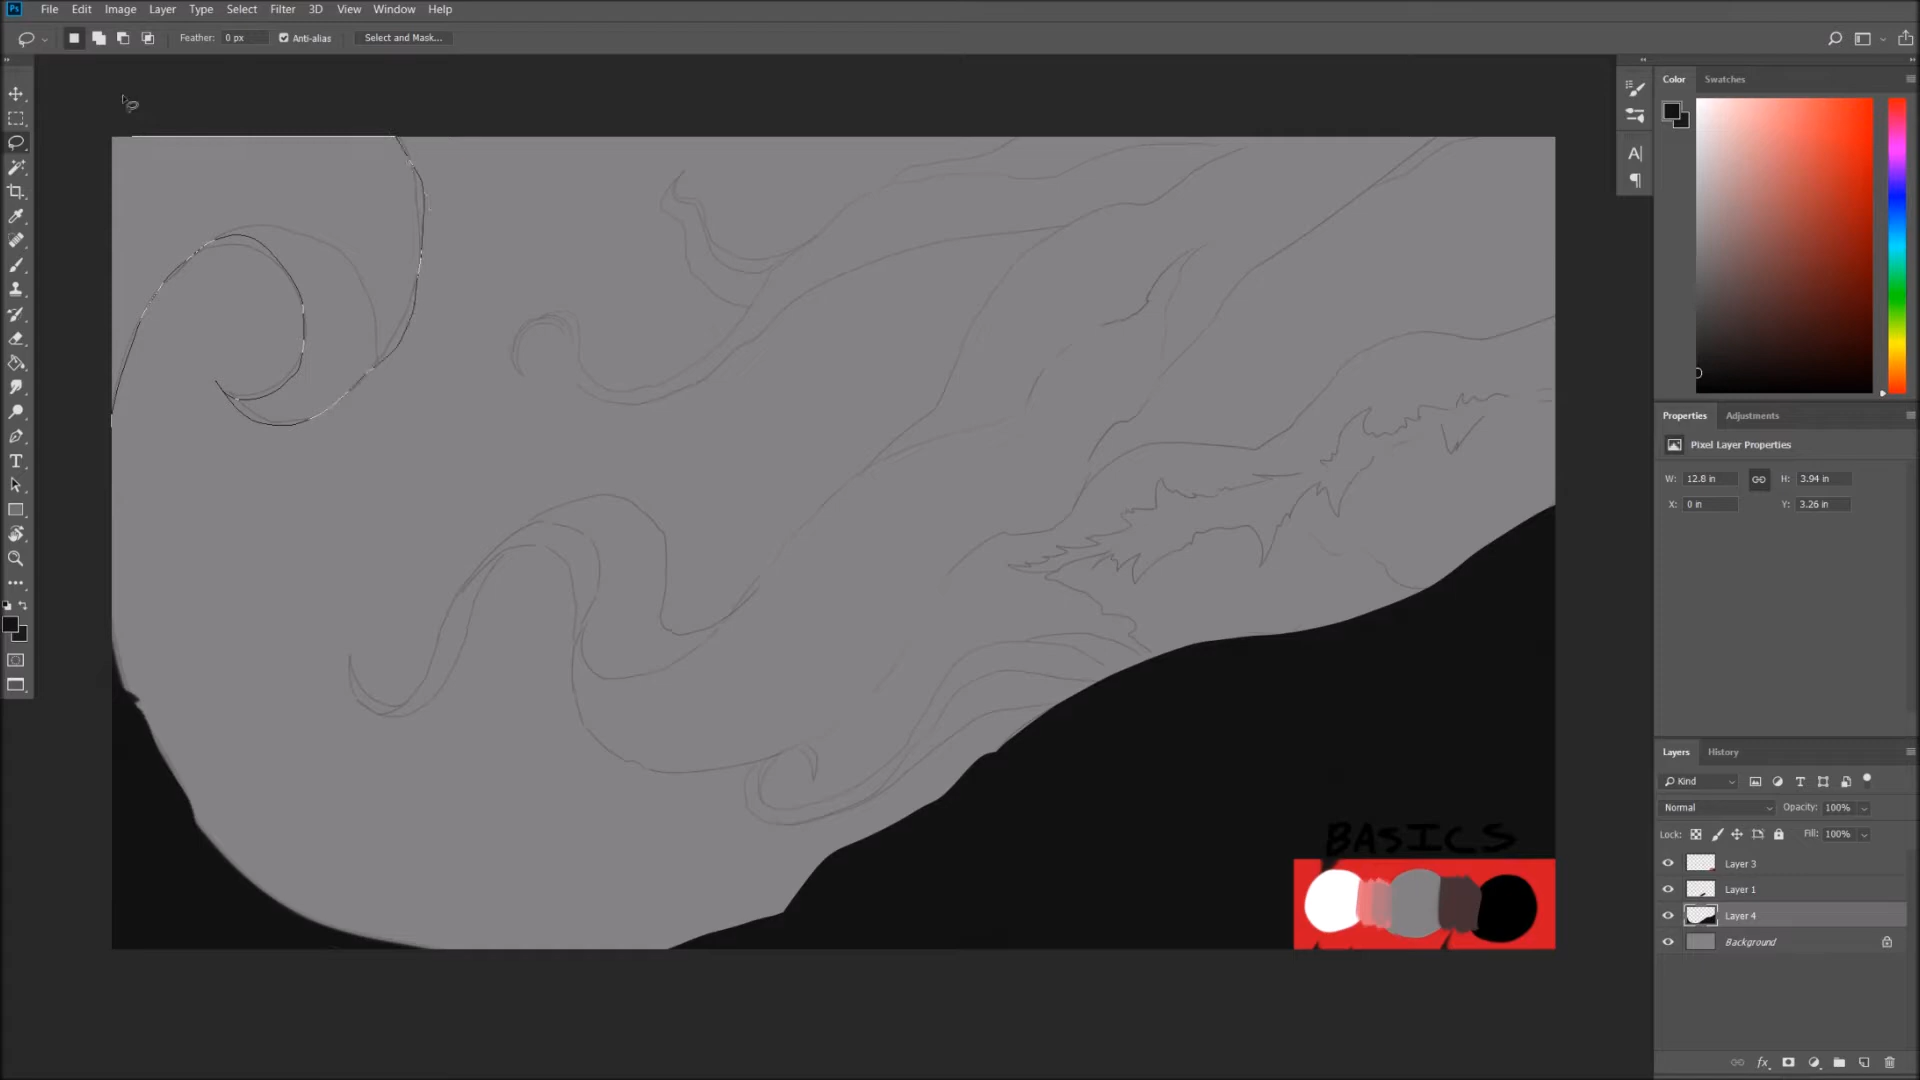 Ps File Edit Image Layer Type Select Filter 3D View Window Help
Feather: 0 px Anti-alias Select and Mask...
Color Swatches
Properties Adjustments
Pixel Layer Properties
W: 12.8 in H: 3.94 in
X: 0 in Y: 3.26 in
Layers History
Kind
Normal Opacity: 100%
Lock: Fill: 100%
Layer 3
Layer 1
Layer 4
Background
BASICS